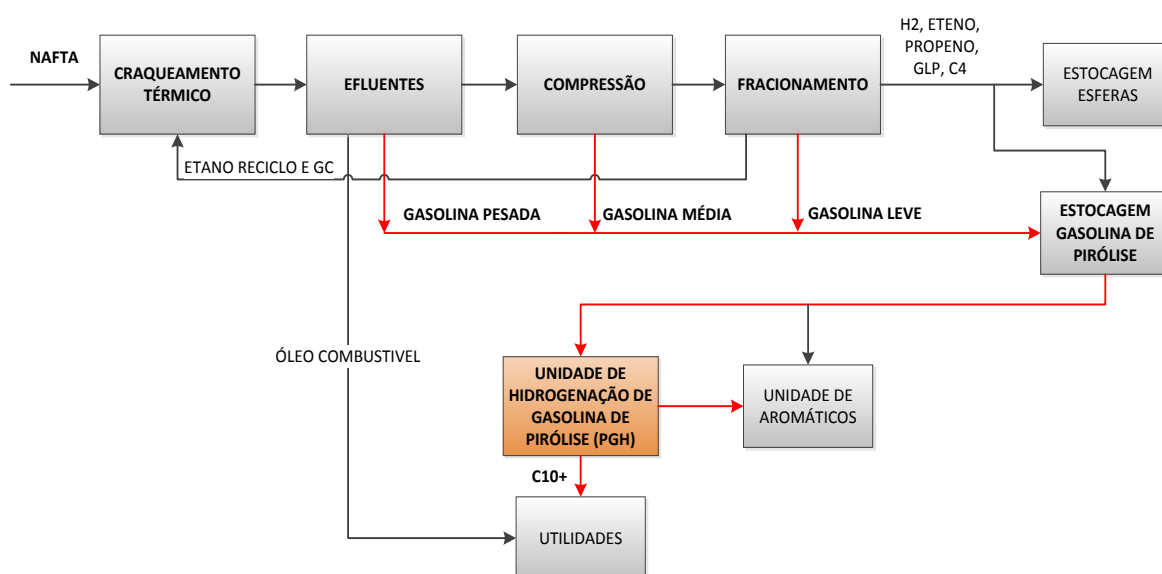 H2, ETENO,
PROPENO,
GLP, C4
NAFTA
CRAQUEAMENTO
TÉRMICO
EFLUENTES
COMPRESSÃO
FRACIONAMENTO
ESTOCAGEM
ESFERAS
ETANO RECICLO E GC
GASOLINA PESADA
GASOLINA MÉDIA
GASOLINA LEVE
ESTOCAGEM
GASOLINA DE
PIRÓLISE
ÓLEO COMBUSTIVEL
UNIDADE DE
HIDROGENAÇÃO DE
GASOLINA DE
PIRÓLISE (PGH)
UNIDADE DE
AROMÁTICOS
C10+
UTILIDADES